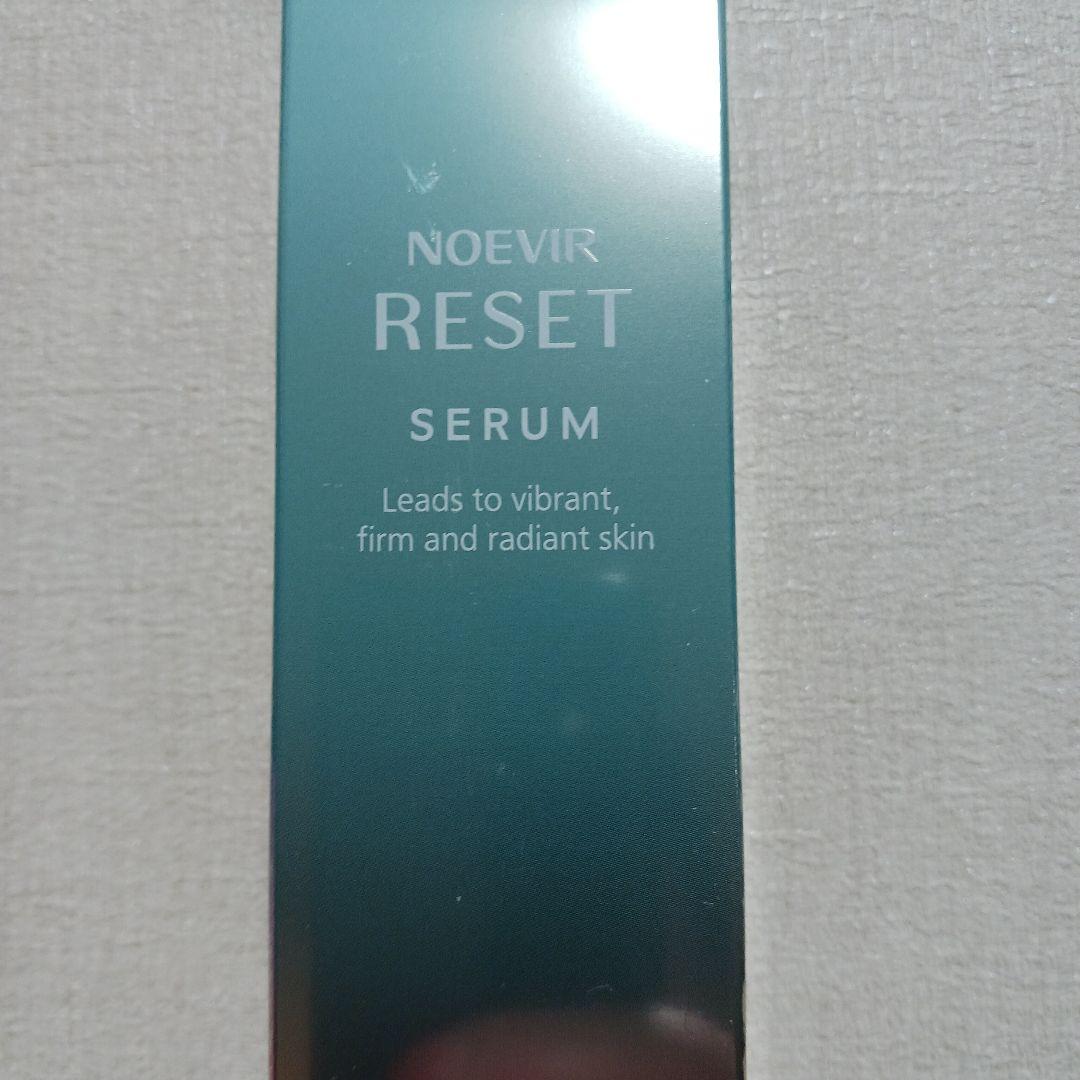 NOEVIR
RESET
SERUM
Leads to vibrant,
firm and radiant skin